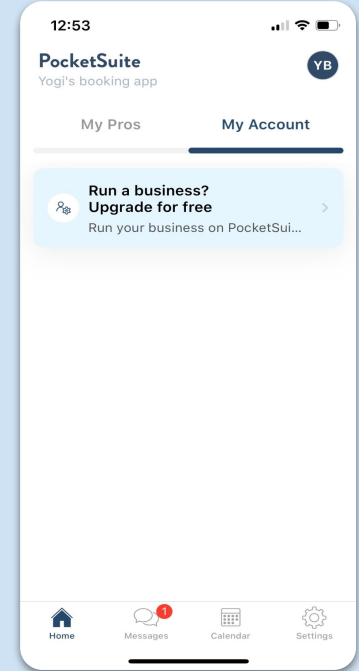 12:53
PocketSuite
YB
Yogi's booking app
My Pros
My Account
Run a business?
Upgrade for free
Run your business on PocketSui...
1
Home
Messages
Calendar
Settings